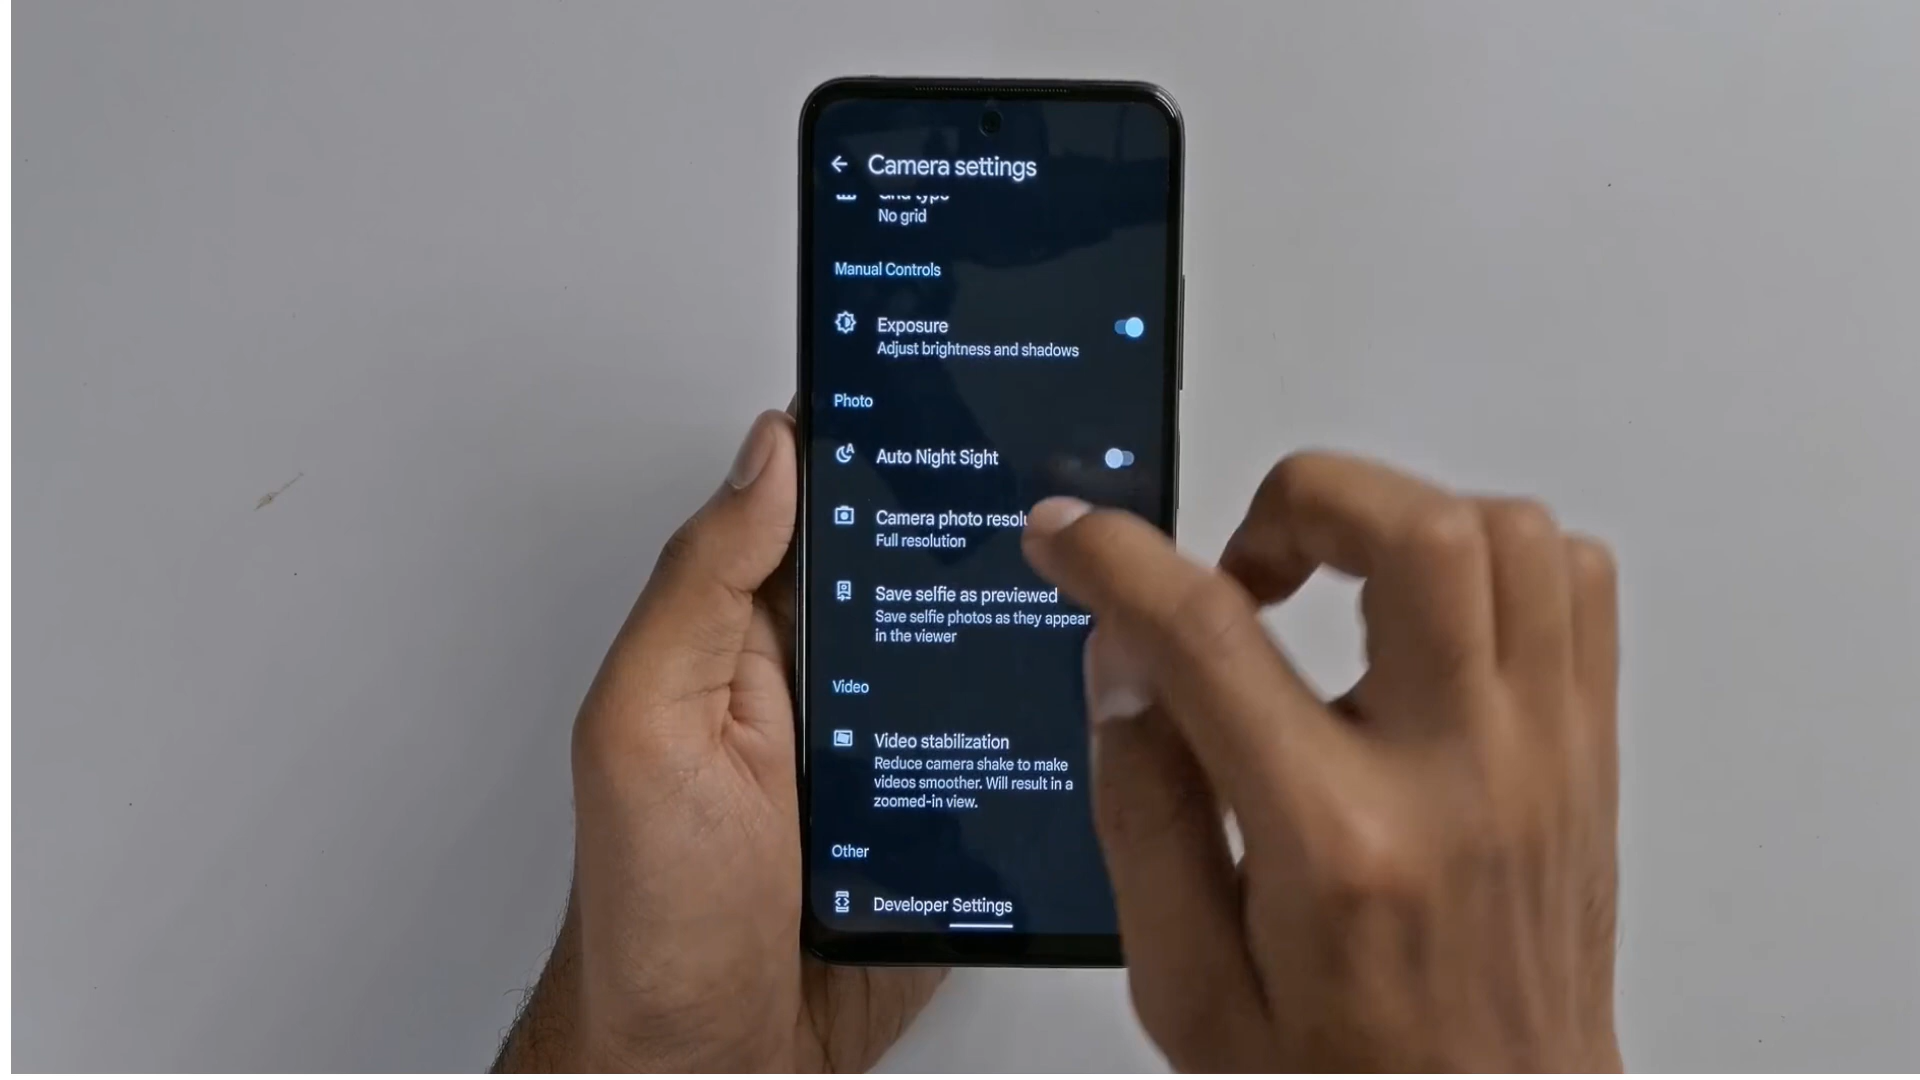 Camera settings
Grid type
No grid
Manual Controls
Exposure
Adjust brightness and shadows
Photo
Auto Night Sight
Camera photo
Full resolution
Save selfie as previewed
Save selfie photos as they appear
in the viewer
Video
Video stabilization
Reduce camera shake to make
videos smoother. Will result in a
zoomed-in view.
Other
Developer Settings